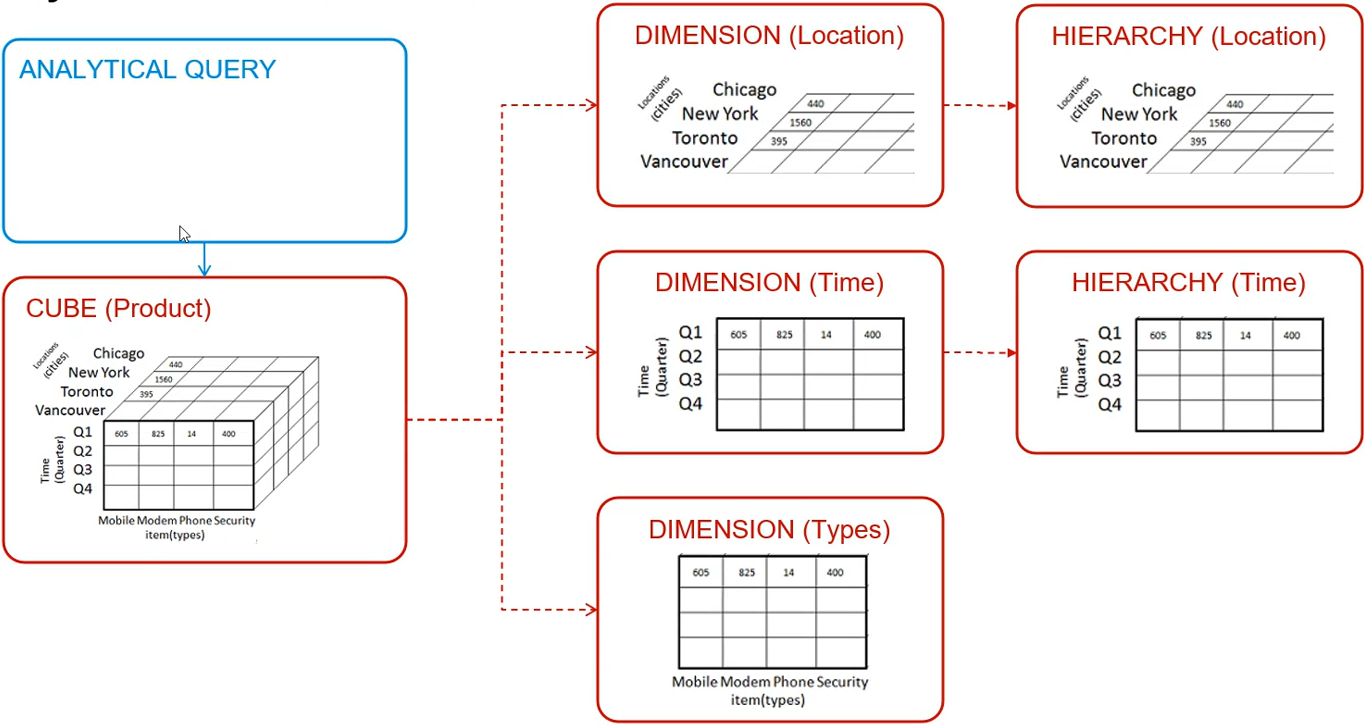 ANALYTICAL QUERY
CUBE (Product)
Locations
(cities)
Chicago
New York
Toronto
Vancouver
440
1560
395
Time
(Quarter)
Q1
Q2
Q3
Q4
605 825 14 400
Mobile Modem Phone Security
item(types)
DIMENSION (Location)
Locations
(cities)
Chicago
New York
Toronto
Vancouver
440
1560
395
HIERARCHY (Location)
Locations
(cities)
Chicago
New York
Toronto
Vancouver
440
1560
395
DIMENSION (Time)
Time
(Quarter)
Q1
Q2
Q3
Q4
605 825 14 400
HIERARCHY (Time)
Time
(Quarter)
Q1
Q2
Q3
Q4
605 825 14 400
DIMENSION (Types)
605 825 14 400
Mobile Modem Phone Security
item(types)